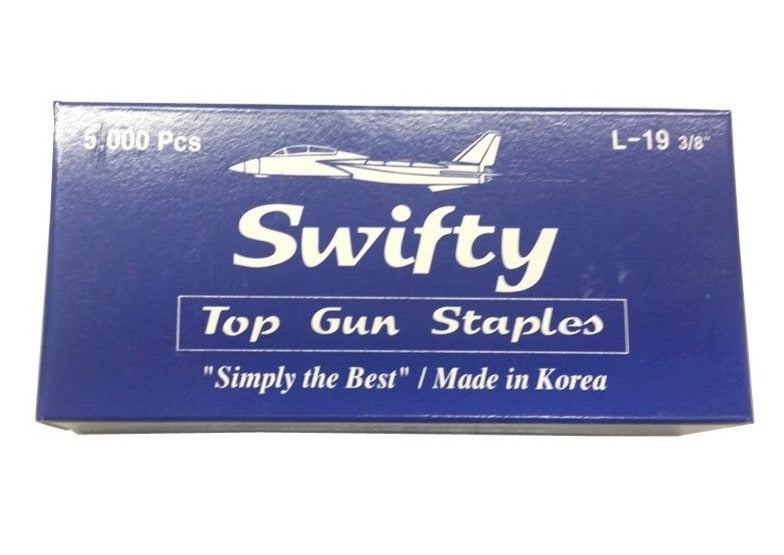 5,000 Pcs
L-19 3/8"
Swifty
Top Gun Staples
"Simply the Best" / Made in Korea